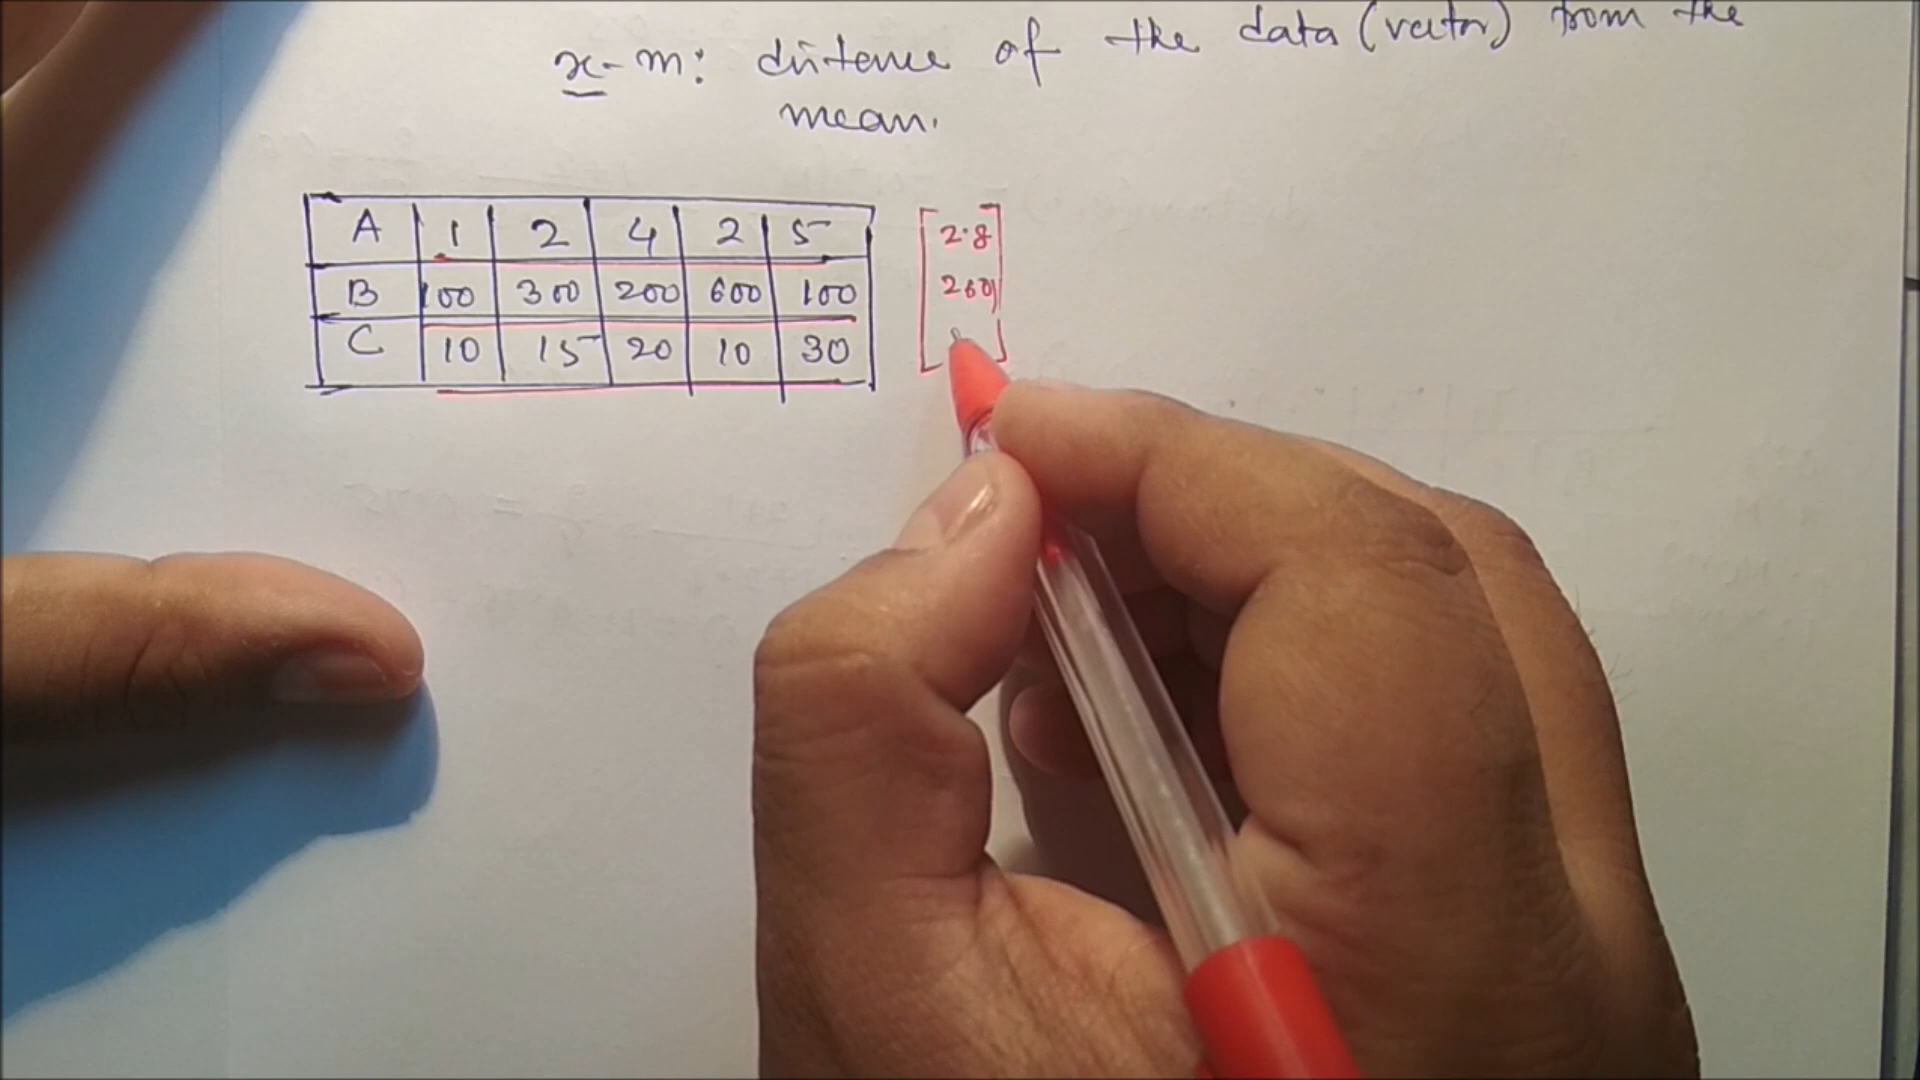 x - m: distance of the data (vector) from the
mean.
A 1 2 4 2 5 2.8
B 100 300 200 600 100 260
C 10 15 20 10 30